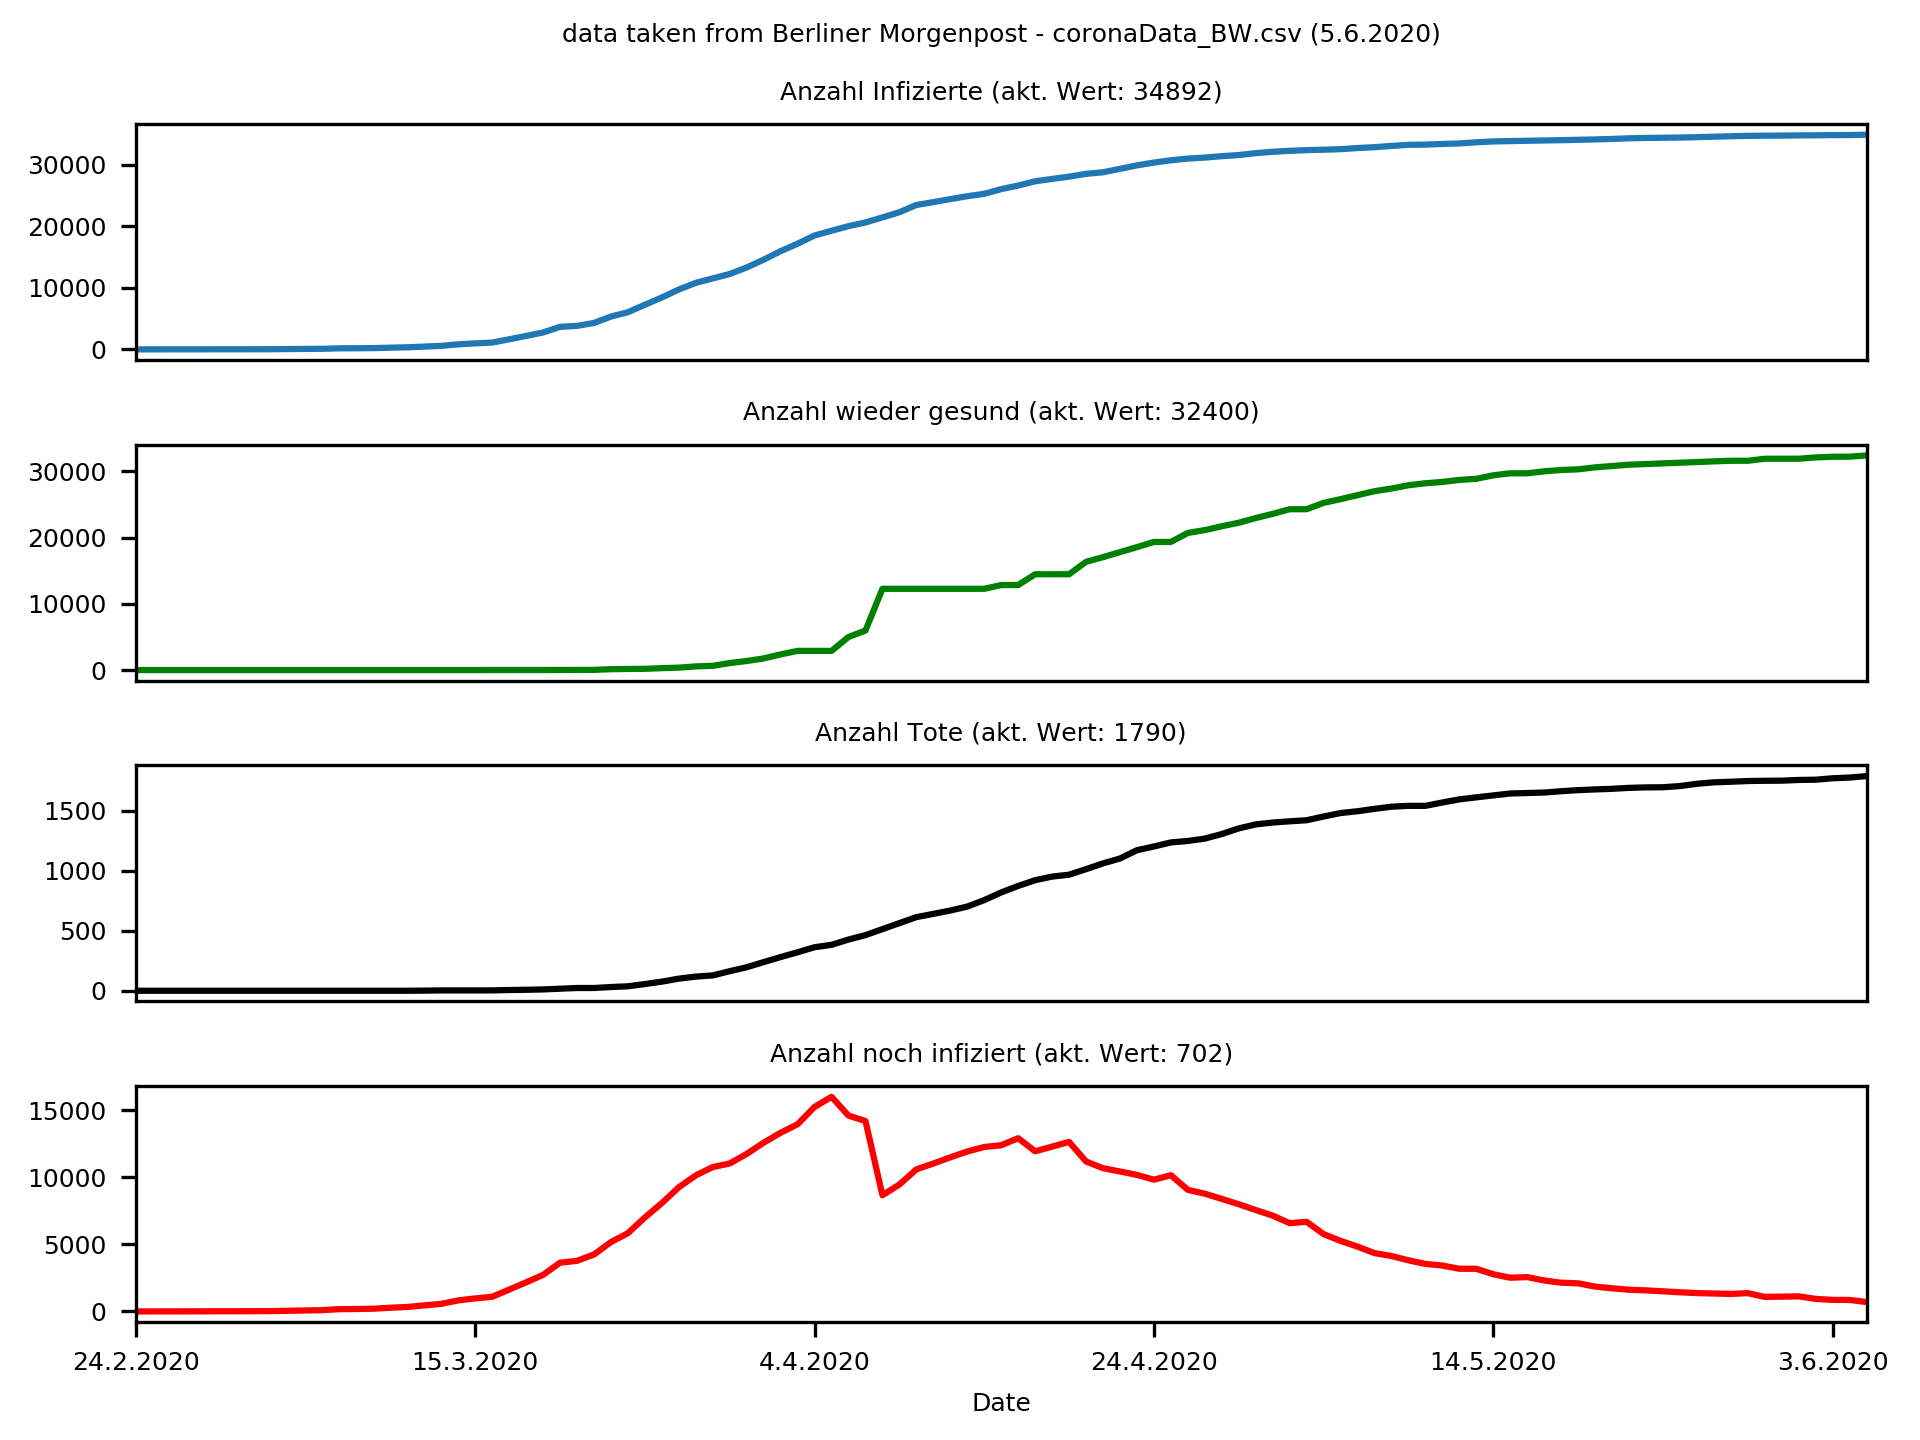 data taken from Berliner Morgenpost - coronaData_BW.csv (5.6.2020)
Anzahl Infizierte (akt. Wert: 34892)
30000
20000
10000
0
Anzahl wieder gesund (akt. Wert: 32400)
30000
20000
10000
0
Anzahl Tote (akt. Wert: 1790)
1500
1000
500
0
Anzahl noch infiziert (akt. Wert: 702)
15000
10000
5000
0
24.2.2020 15.3.2020 4.4.2020 24.4.2020 14.5.2020 3.6.2020
Date